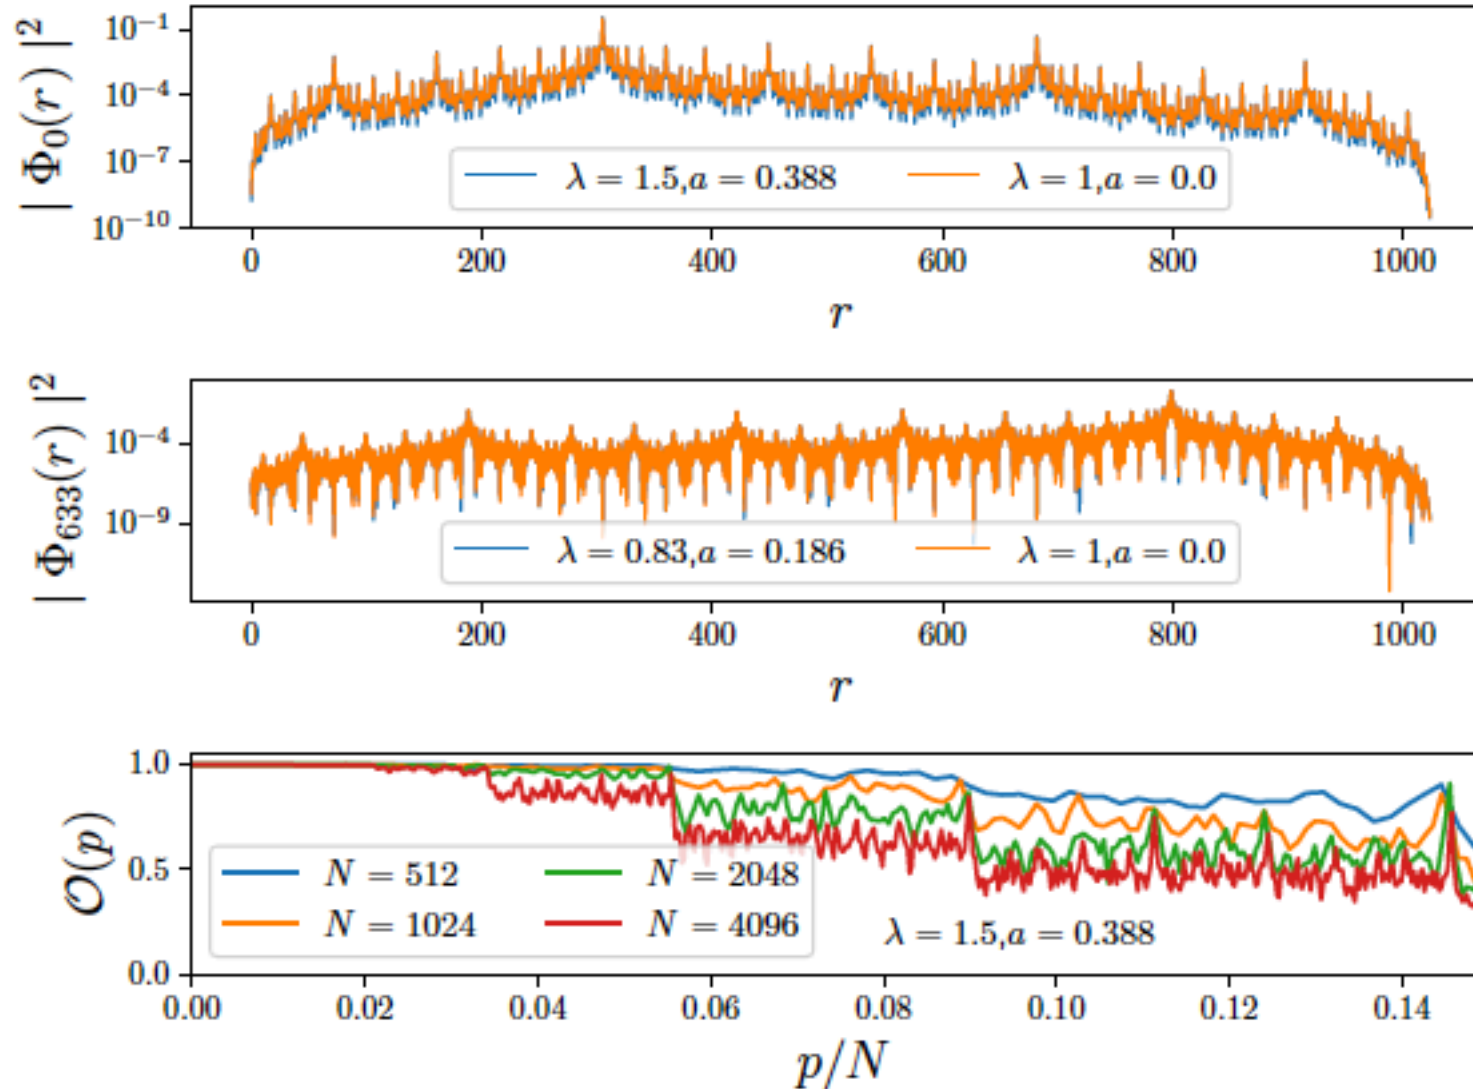 | Φ₀(r) |²
10⁻¹
10⁻⁴
10⁻⁷
10⁻¹⁰
λ = 1.5,a = 0.388
λ = 1,a = 0.0
0 200 400 600 800 1000
r
| Φ₆₃₃(r) |²
10⁻⁴
10⁻⁹
λ = 0.83,a = 0.186
λ = 1,a = 0.0
0 200 400 600 800 1000
r
𝒪(p)
1.0
0.5
0.0
N = 512
N = 1024
N = 2048
N = 4096
λ = 1.5,a = 0.388
0.00 0.02 0.04 0.06 0.08 0.10 0.12 0.14
p/N